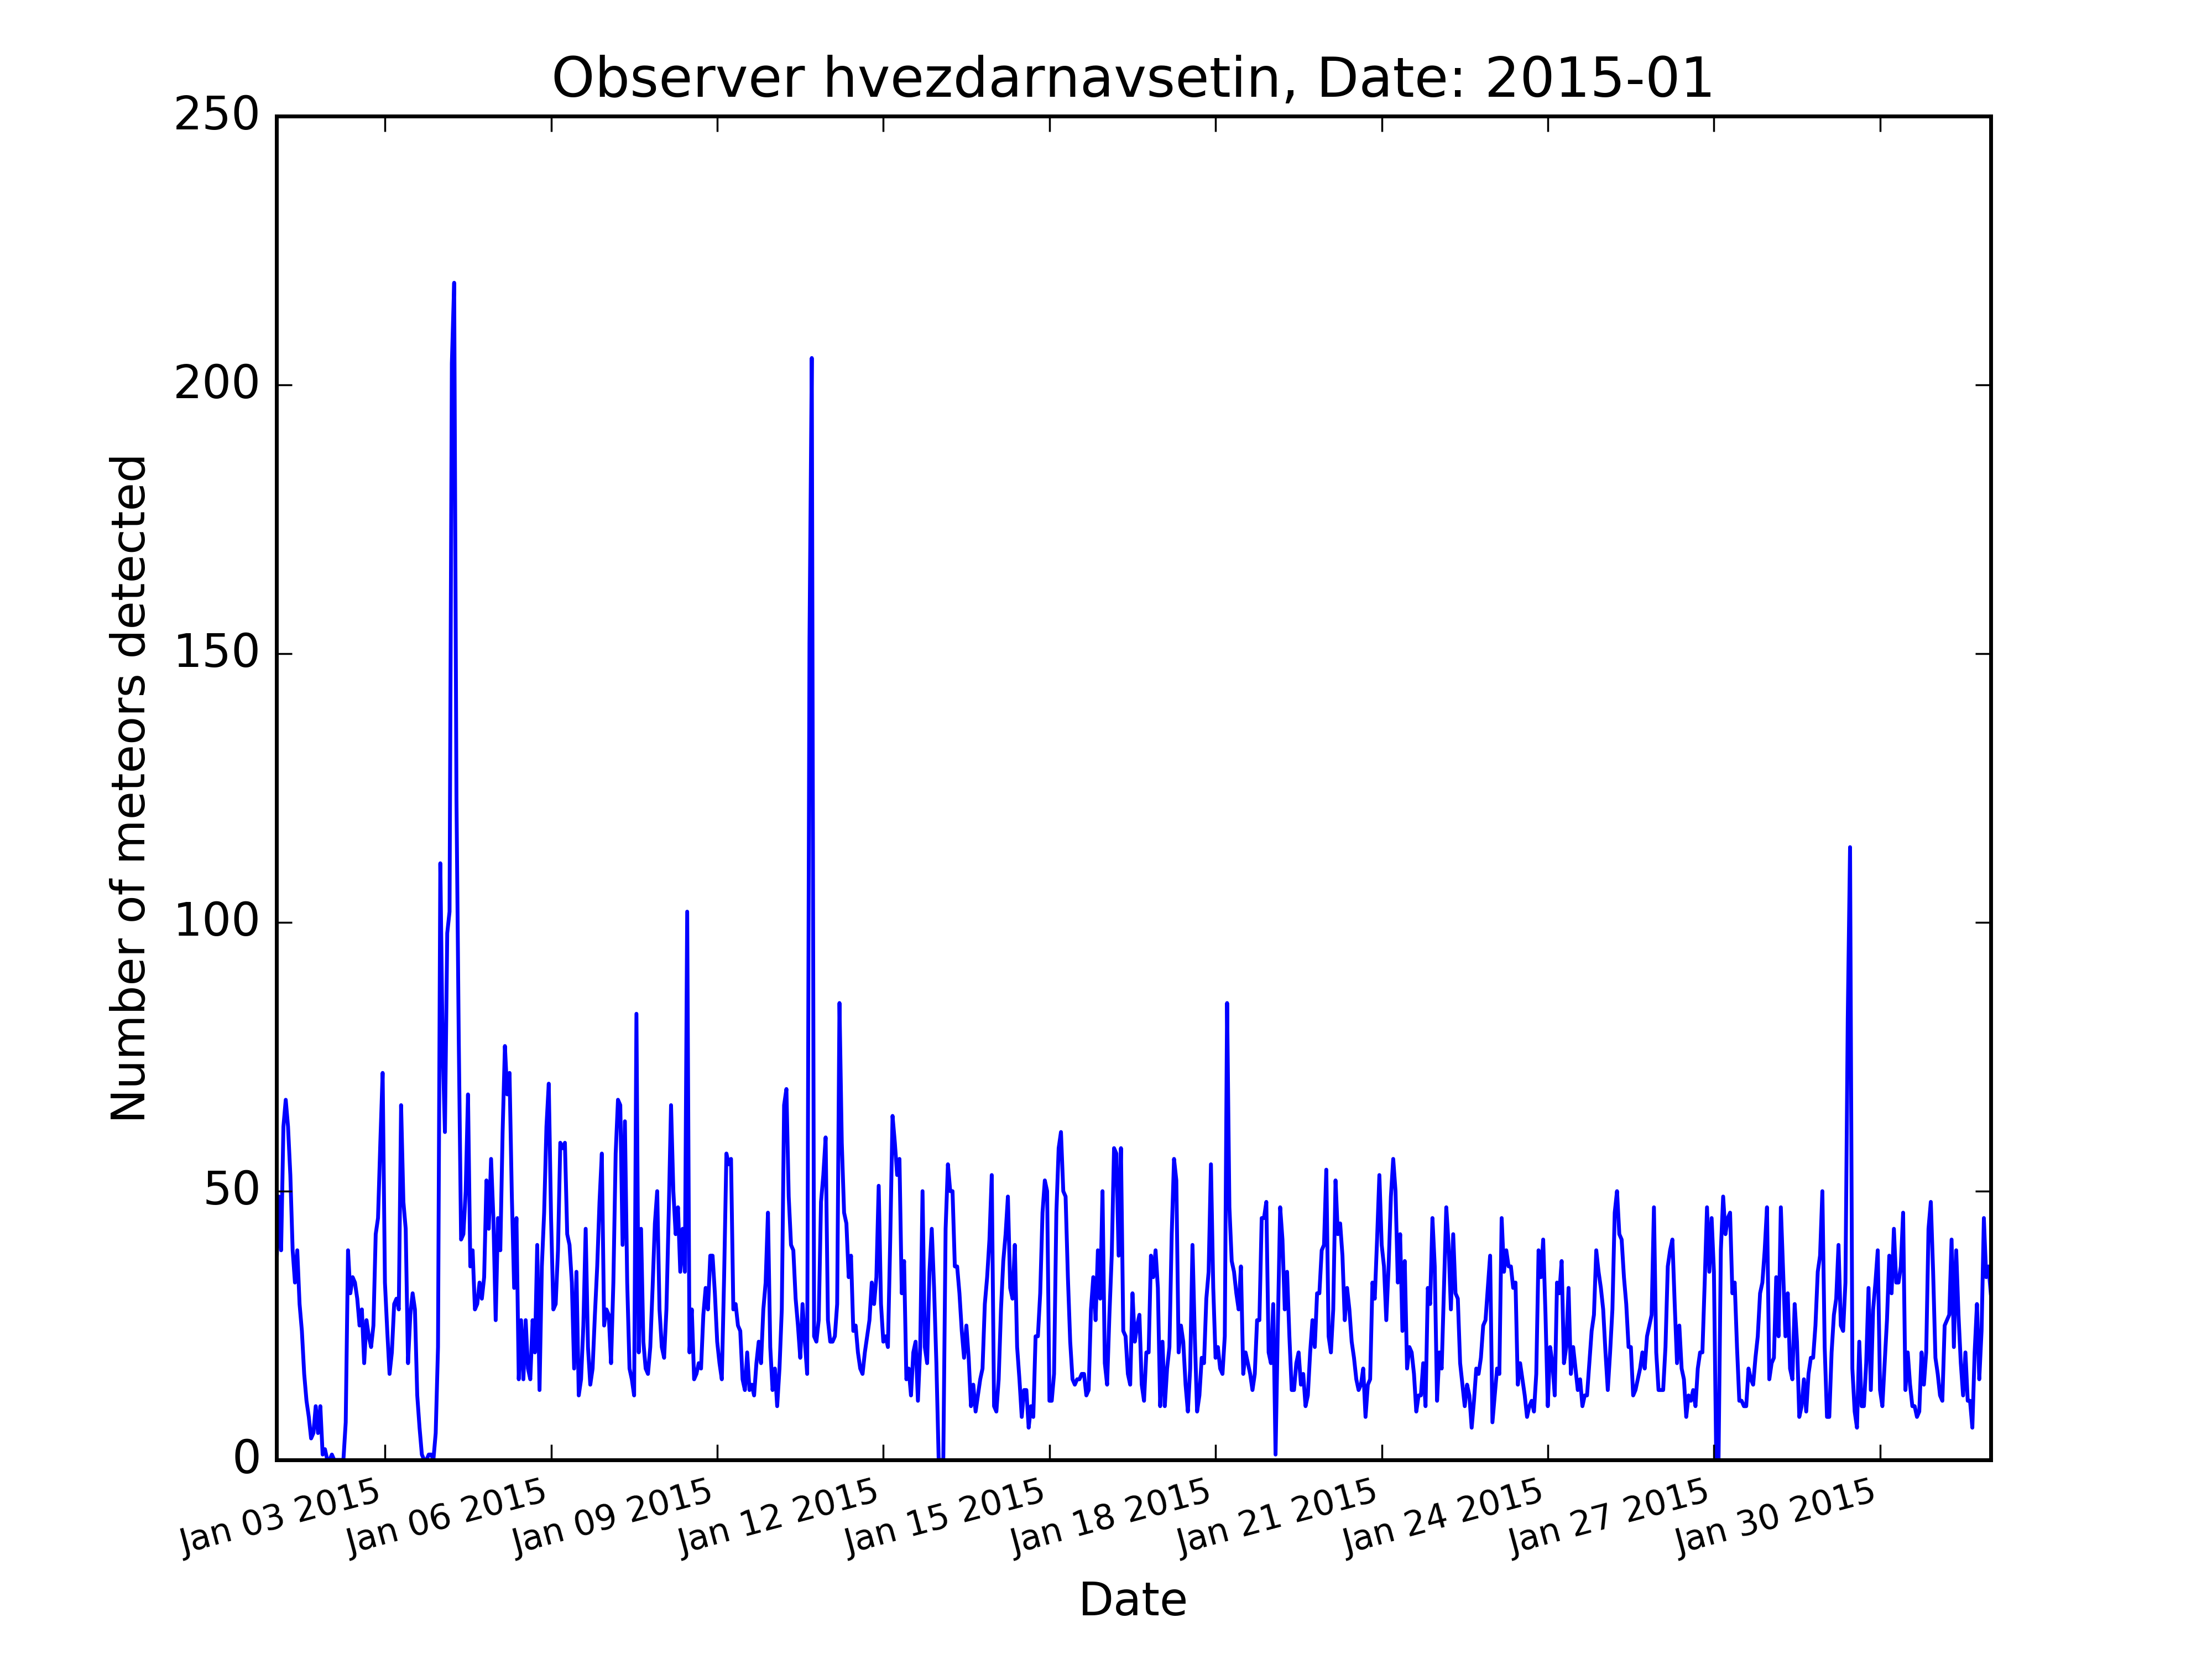 Observer hvezdarnavsetin, Date: 2015-01
250
200
150
100
50
0
Number of meteors detected
Jan 03 2015
Jan 06 2015
Jan 09 2015
Jan 12 2015
Jan 15 2015
Jan 18 2015
Jan 21 2015
Jan 24 2015
Jan 27 2015
Jan 30 2015
Date